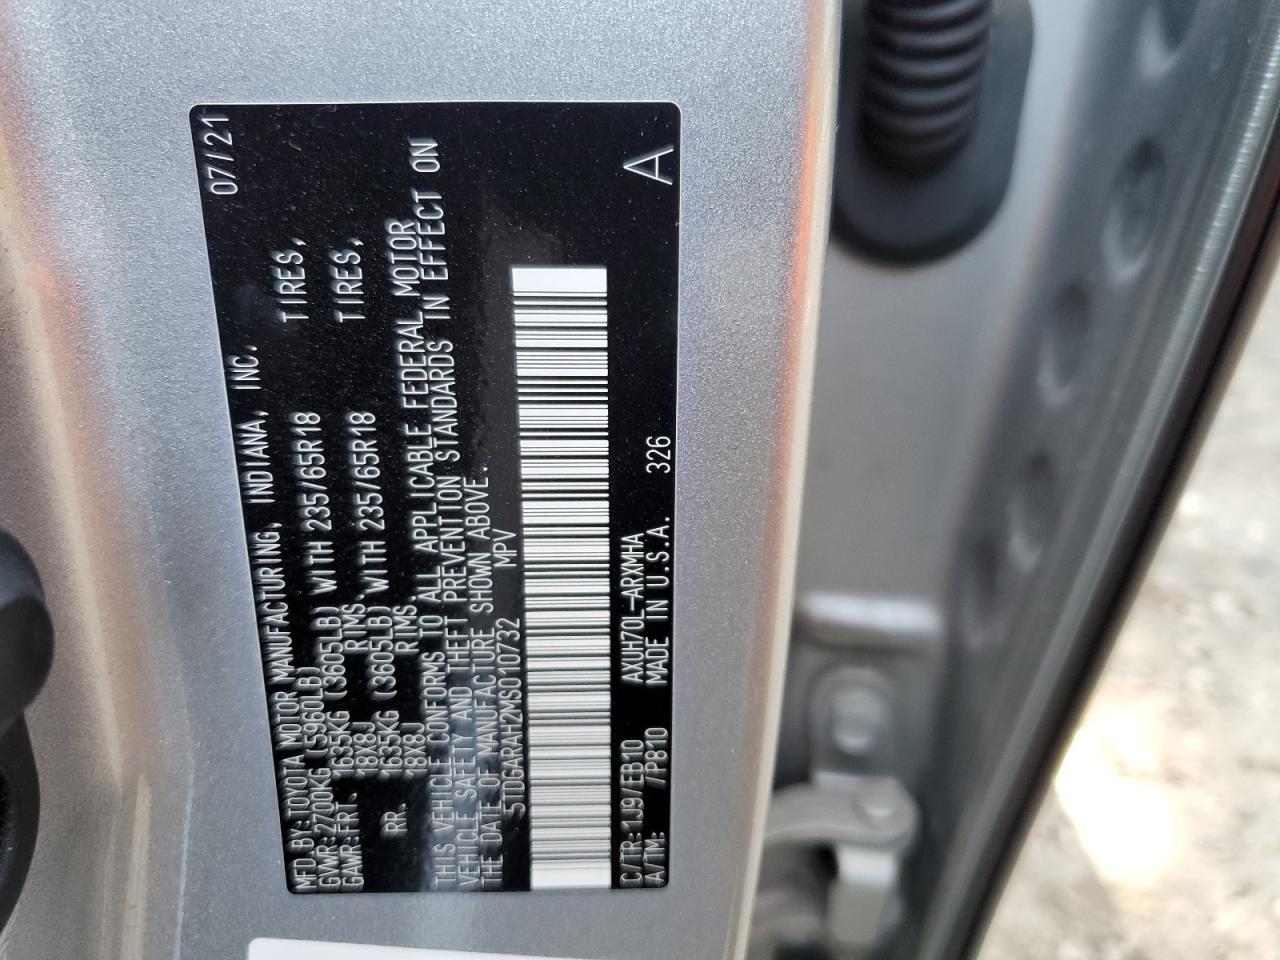 MFD. BY: TOYOTA MOTOR MANUFACTURING, INDIANA, INC. 07/21
GVWR: 2700KG (5960LB)
GAWR: FRT. 1635KG (3605LB) WITH 235/65R18 TIRES,
18X8J RIMS,
RR. 1635KG (3605LB) WITH 235/65R18 TIRES,
18X8J RIMS,
THIS VEHICLE CONFORMS TO ALL APPLICABLE FEDERAL MOTOR
VEHICLE SAFETY AND THEFT PREVENTION STANDARDS IN EFFECT ON
THE DATE OF MANUFACTURE SHOWN ABOVE.
5TDGARAH2MS010732 MPV
A
C/TR: 1J9/EB10 AXUH70L-ARXMHA
A/TM: /PB10 MADE IN U.S.A. 326